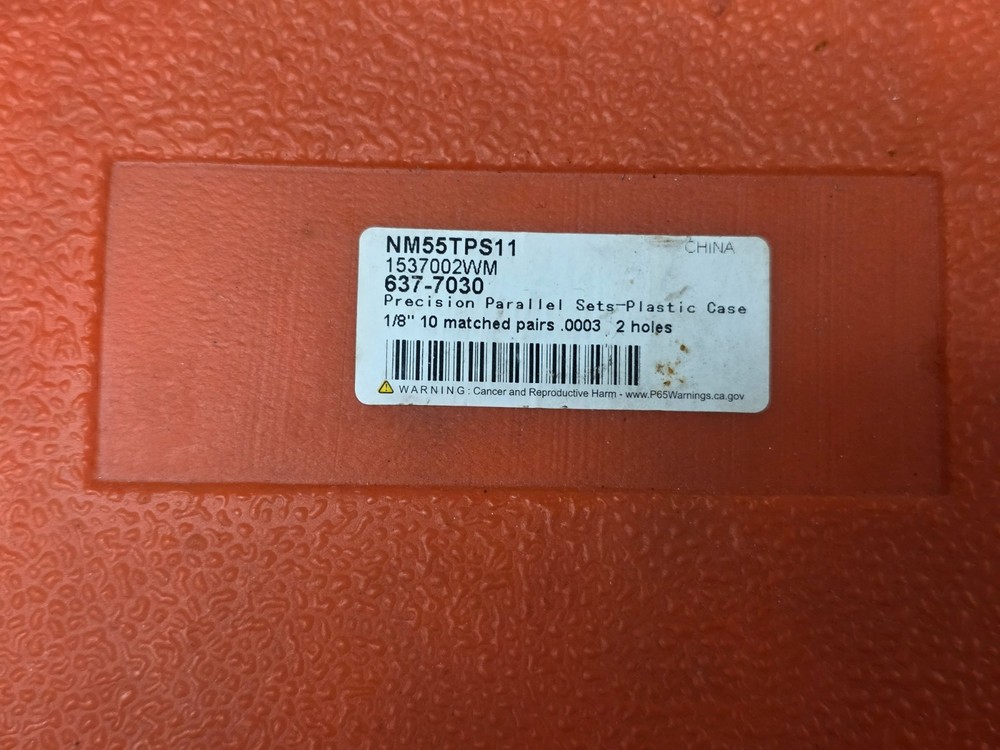 NM55TPS11 CHINA
1537002WM
637-7030
Precision Parallel Sets-Plastic Case
1/8" 10 matched pairs .0003 2 holes
WARNING: Cancer and Reproductive Harm - www.P65Warnings.ca.gov